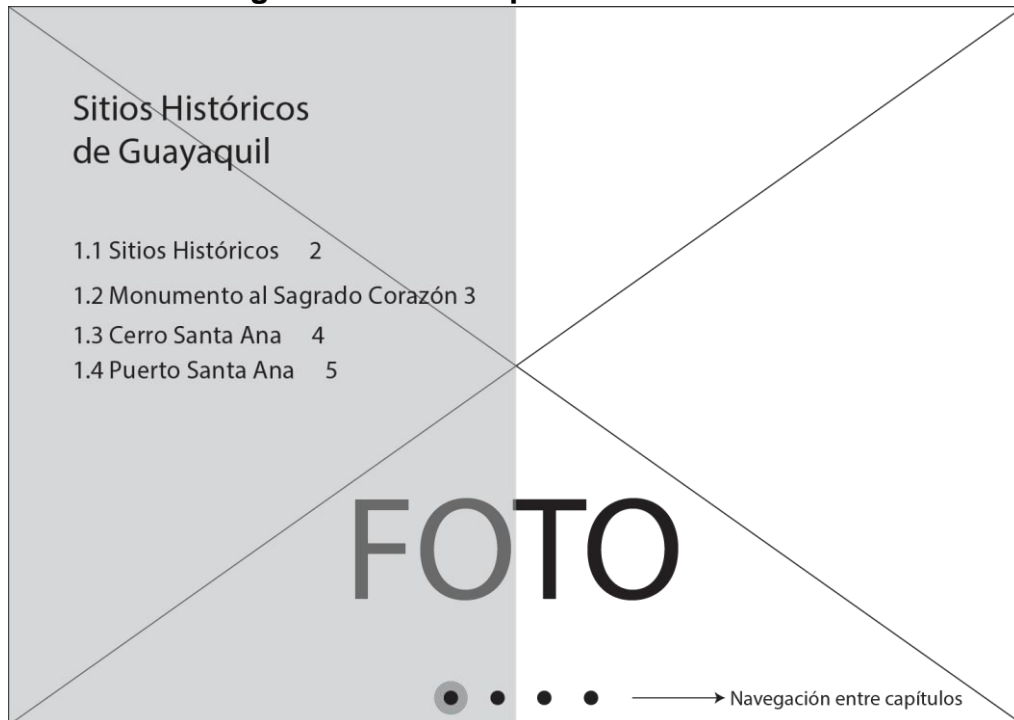 Sitios Históricos
de Guayaquil
1.1 Sitios Históricos 2
1.2 Monumento al Sagrado Corazón 3
1.3 Cerro Santa Ana 4
1.4 Puerto Santa Ana 5
FOTO
Navegación entre capítulos